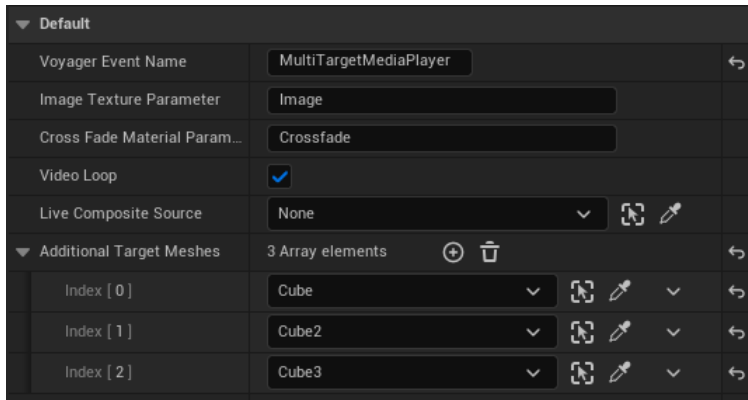 Default
Voyager Event Name MultiTargetMediaPlayer
Image Texture Parameter Image
Cross Fade Material Param... Crossfade
Video Loop
Live Composite Source None
Additional Target Meshes 3 Array elements
Index [ 0 ] Cube
Index [ 1 ] Cube2
Index [ 2 ] Cube3